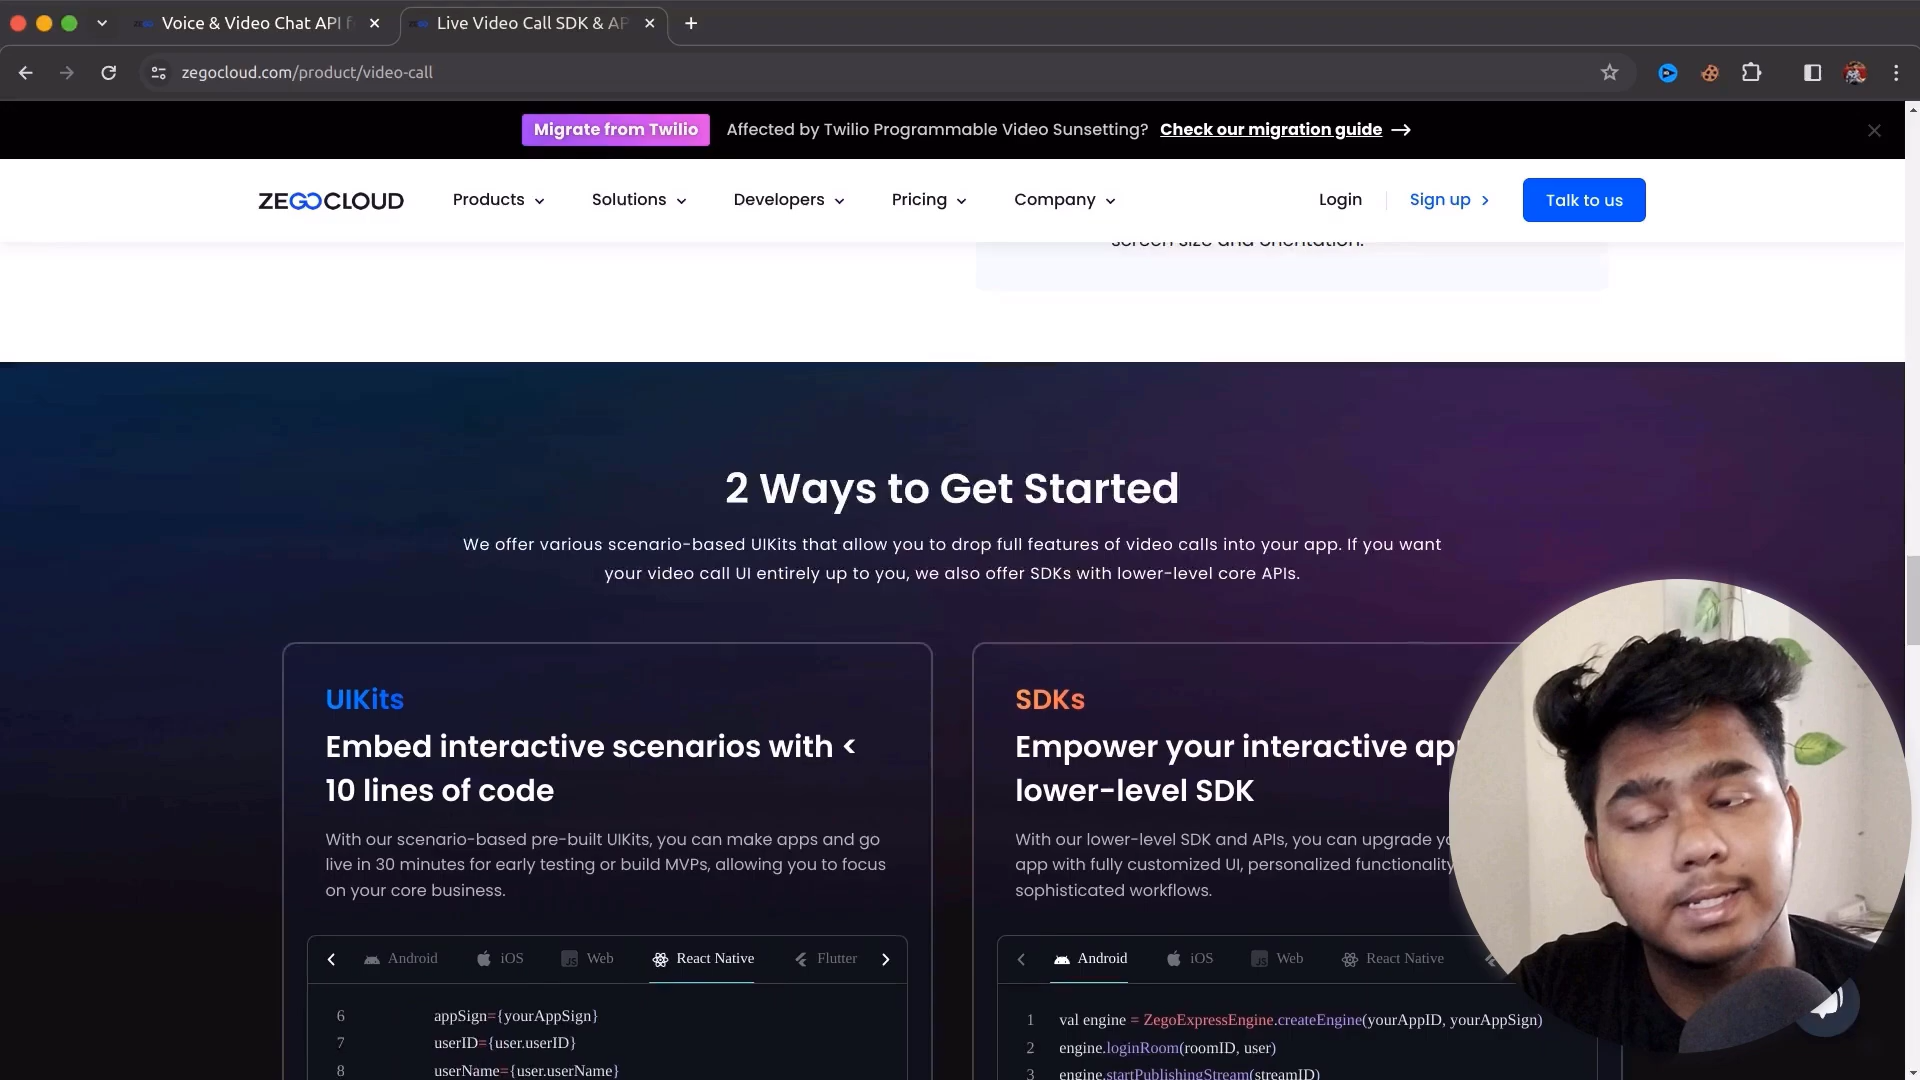 Voice & Video Chat API f
Live Video Call SDK & AP
zegocloud.com/product/video-call
Migrate from Twilio Affected by Twilio Programmable Video Sunsetting? Check our migration guide →
ZEGOCLOUD Products Solutions Developers Pricing Company Login Sign up Talk to us
screen size and orientation.
2 Ways to Get Started
We offer various scenario-based UIKits that allow you to drop full features of video calls into your app. If you want
your video call UI entirely up to you, we also offer SDKs with lower-level core APIs.
UIKits
Embed interactive scenarios with <
10 lines of code
With our scenario-based pre-built UIKits, you can make apps and go
live in 30 minutes for early testing or build MVPs, allowing you to focus
on your core business.
Android iOS Web React Native Flutter
6 appSign={yourAppSign}
7 userID={user.userID}
8 userName={user.userName}
SDKs
Empower your interactive ap
lower-level SDK
With our lower-level SDK and APIs, you can upgrade yo
app with fully customized UI, personalized functionality
sophisticated workflows.
Android iOS Web React Native
1 val engine = ZegoExpressEngine.createEngine(yourAppID, yourAppSign)
2 engine.loginRoom(roomID, user)
3 engine.startPublishingStream(streamID)